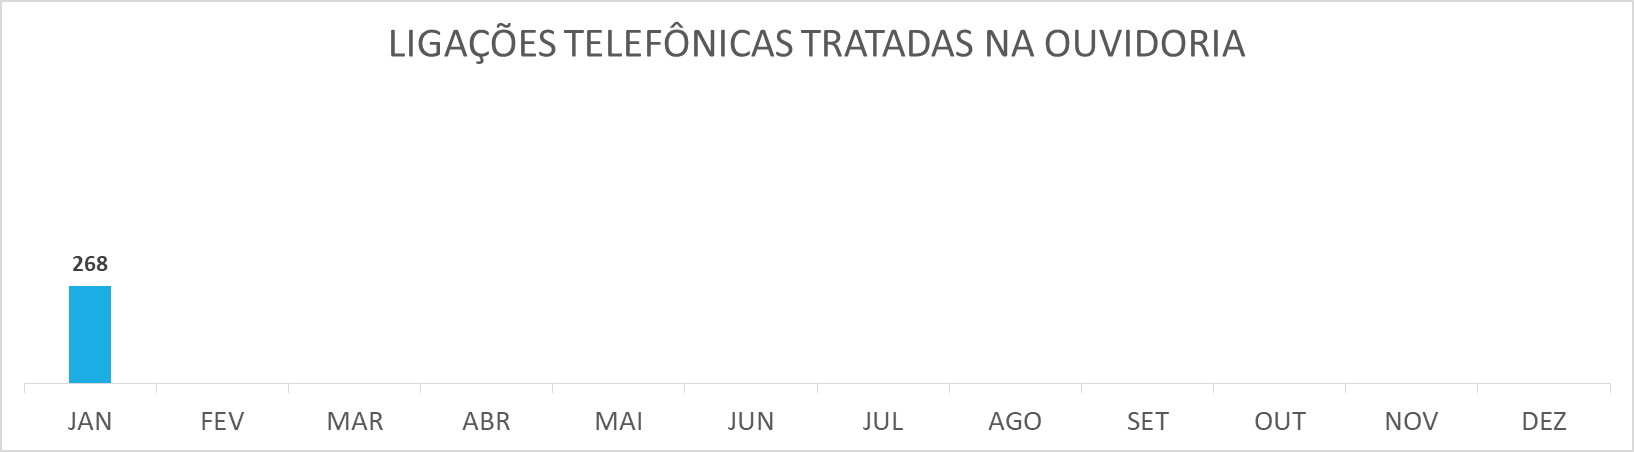 LIGAÇÕES TELEFÔNICAS TRATADAS NA OUVIDORIA
268
JAN FEV MAR ABR MAI JUN JUL AGO SET OUT NOV DEZ